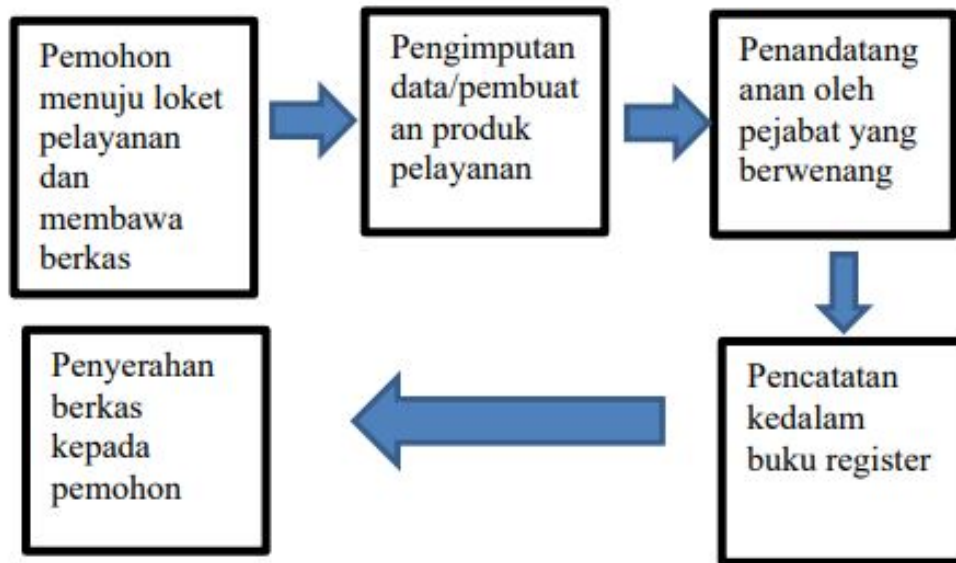 Pemohon
menuju loket
pelayanan
dan
membawa
berkas
Pengimputan
data/pembuat
an produk
pelayanan
Penandatang
anan oleh
pejabat yang
berwenang
Pencatatan
kedalam
buku register
Penyerahan
berkas
kepada
pemohon